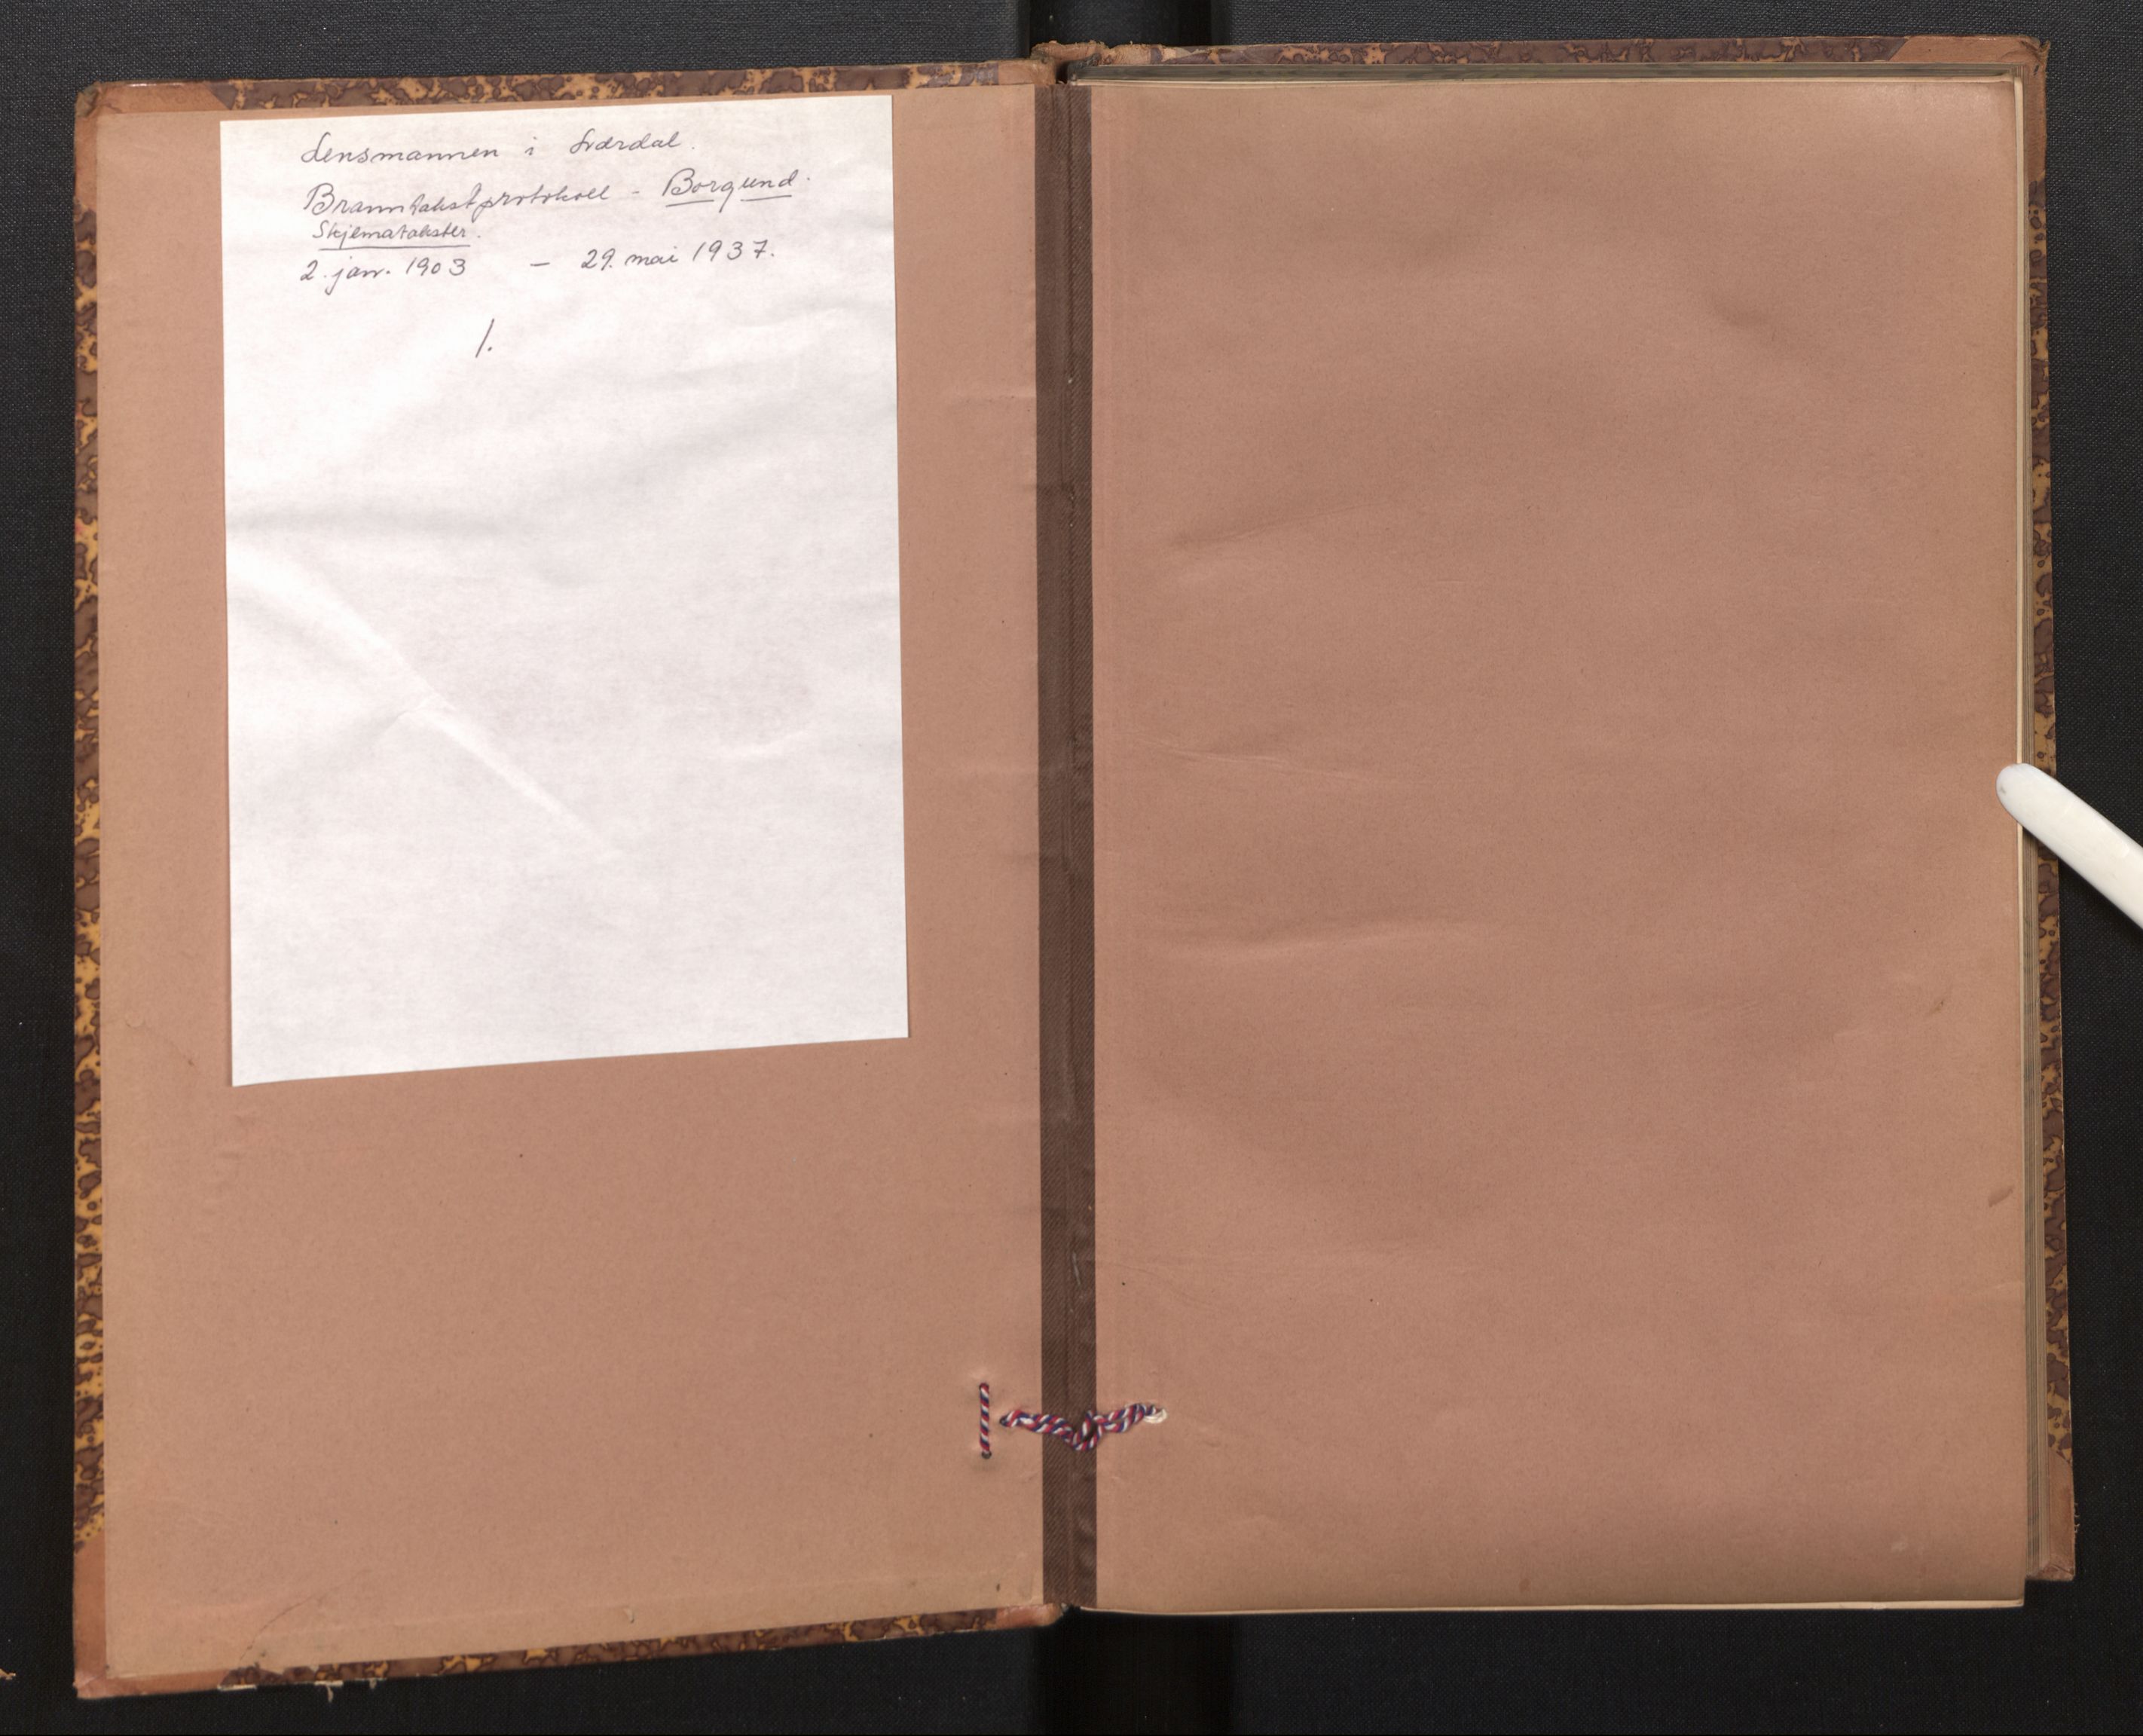 Lensmannen i Lærdal.
Branntakstprotokoll - Borgund.
Skjematakster.
2. jan. 1903 - 29. mai 1937.
1.